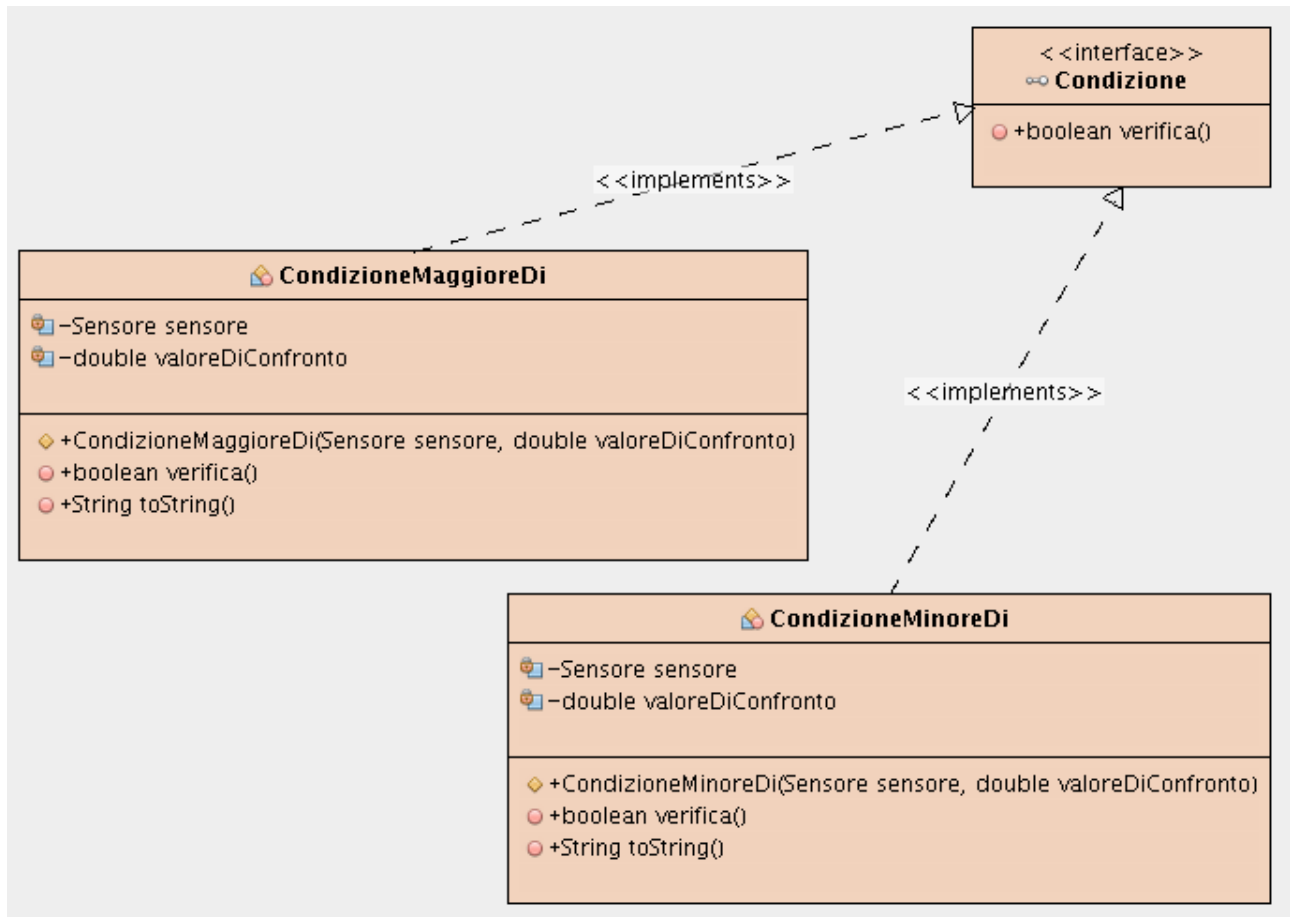 <<interface>>
Condizione
+boolean verifica()
<<implements>>
CondizioneMaggioreDi
-Sensore sensore
-double valoreDiConfronto
+CondizioneMaggioreDi(Sensore sensore, double valoreDiConfronto)
+boolean verifica()
+String toString()
<<implements>>
CondizioneMinoreDi
-Sensore sensore
-double valoreDiConfronto
+CondizioneMinoreDi(Sensore sensore, double valoreDiConfronto)
+boolean verifica()
+String toString()